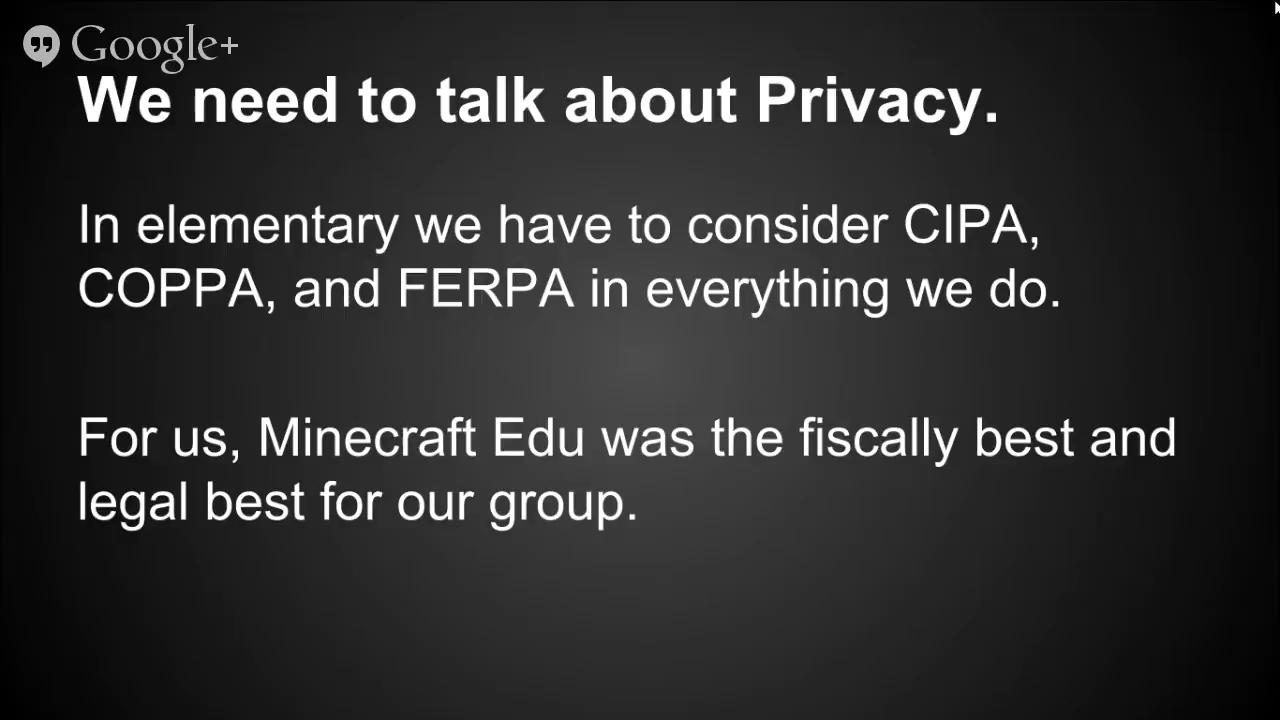 Google+
We need to talk about Privacy.
In elementary we have to consider CIPA,
COPPA, and FERPA in everything we do.
For us, Minecraft Edu was the fiscally best and
legal best for our group.